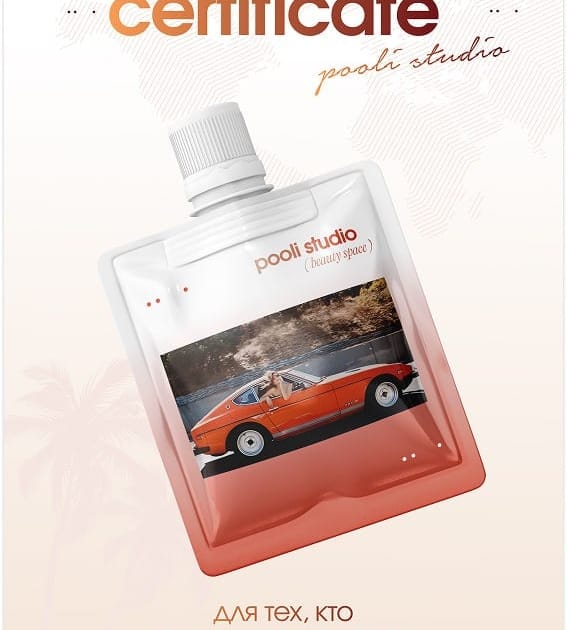 certificate
pooli studio
pooli studio
( beauty space )
для тех, кто